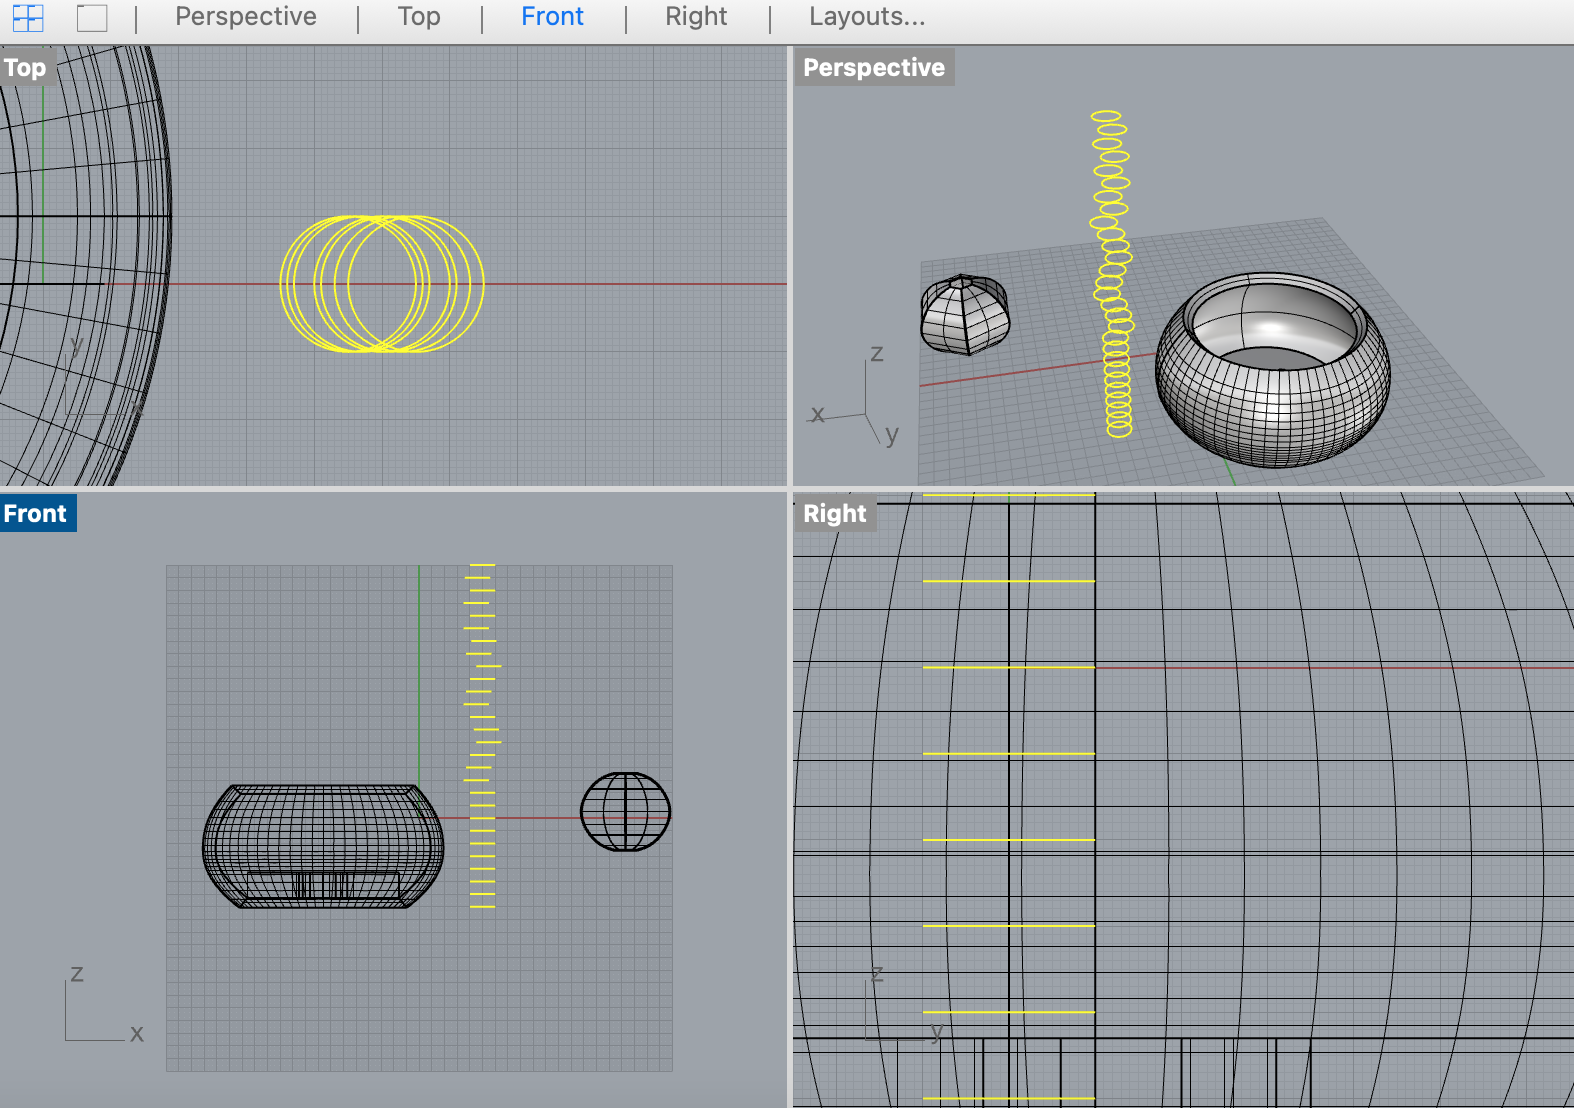 Perspective
Top
Front
Right
Layouts...
Top
y
x
Perspective
z
x
y
Front
z
x
Right
z
y